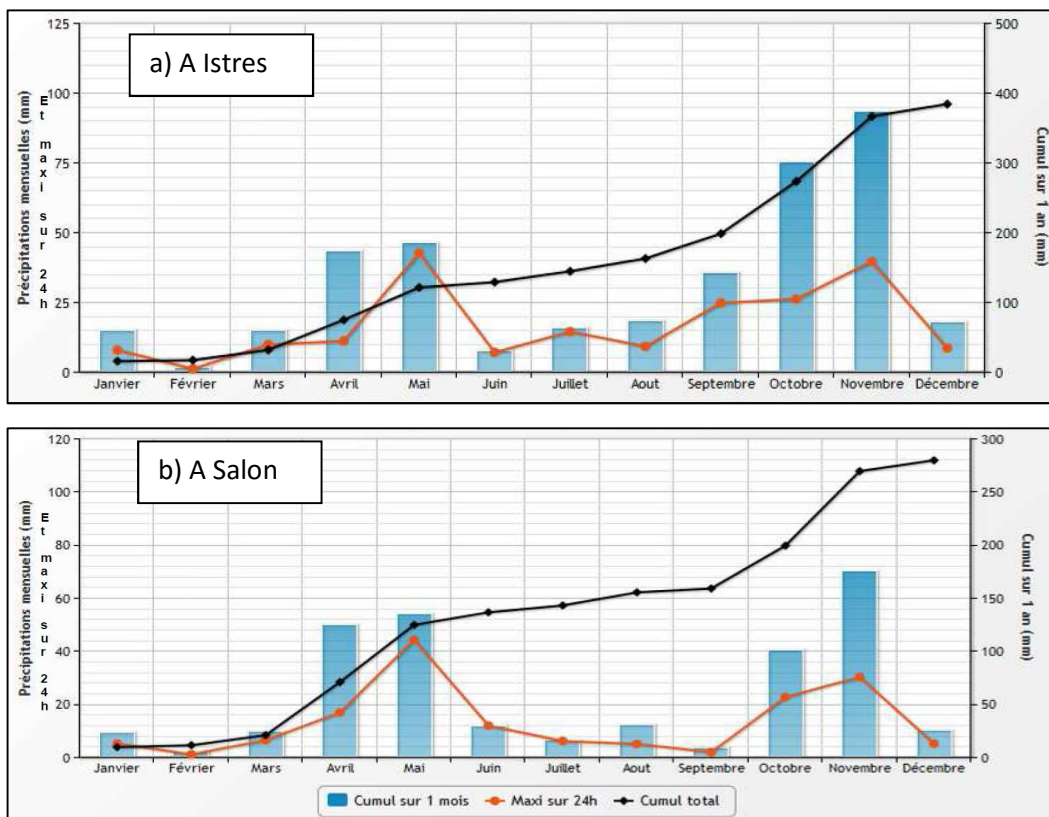 a) A Istres
Précipitations mensuelles (mm)
Et maxi sur 24h
125
100
75
50
25
0
500
400
300
200
100
0
Cumul sur 1 an (mm)
Janvier Février Mars Avril Mai Juin Juillet Aout Septembre Octobre Novembre Décembre
b) A Salon
Précipitations mensuelles (mm)
Et maxi sur 24h
120
100
80
60
40
20
0
300
250
200
150
100
50
0
Cumul sur 1 an (mm)
Janvier Février Mars Avril Mai Juin Juillet Aout Septembre Octobre Novembre Décembre
Cumul sur 1 mois Maxi sur 24h Cumul total